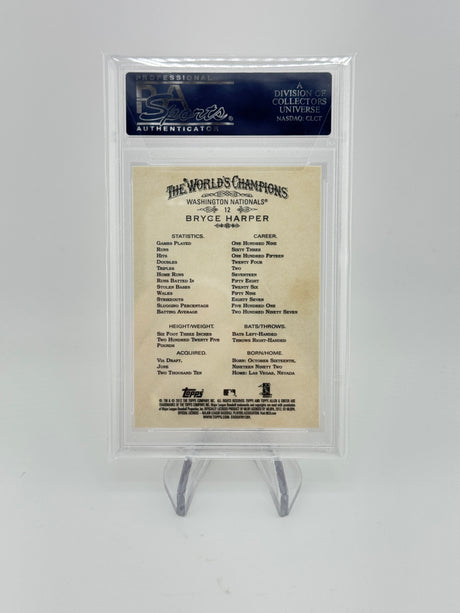 PROFESSIONAL
PSA
Sports
AUTHENTICATOR
A
DIVISION OF
COLLECTORS
UNIVERSE
NASDAQ: CLCT
THE WORLD'S CHAMPIONS
WASHINGTON NATIONALS®
12
BRYCE HARPER
STATISTICS. CAREER.
GAMES PLAYED ONE HUNDRED NINE
RUNS SIXTY THREE
HITS ONE HUNDRED FIFTEEN
DOUBLES TWENTY FOUR
TRIPLES TWO
HOME RUNS SEVENTEEN
RUNS BATTED IN FIFTY EIGHT
STOLEN BASES TWENTY SIX
WALKS FIFTY NINE
STRIKEOUTS EIGHTY SEVEN
SLUGGING PERCENTAGE FIVE HUNDRED ONE
BATTING AVERAGE TWO HUNDRED NINETY SEVEN
HEIGHT/WEIGHT. BATS/THROWS.
SIX FOOT THREE INCHES BATS LEFT-HANDED
TWO HUNDRED TWENTY FIVE THROWS RIGHT-HANDED
POUNDS
ACQUIRED. BORN/HOME.
VIA DRAFT, BORN: OCTOBER SIXTEENTH,
JUNE NINETEEN NINETY TWO
TWO THOUSAND TEN HOME: LAS VEGAS, NEVADA
Topps